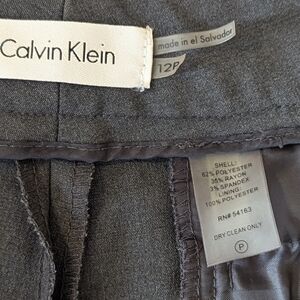 Calvin Klein
made in el Salvador
12P
SHELL:
62% POLYESTER
35% RAYON
3% SPANDEX
LINING:
100% POLYESTER
RN# 54163
DRY CLEAN ONLY
P